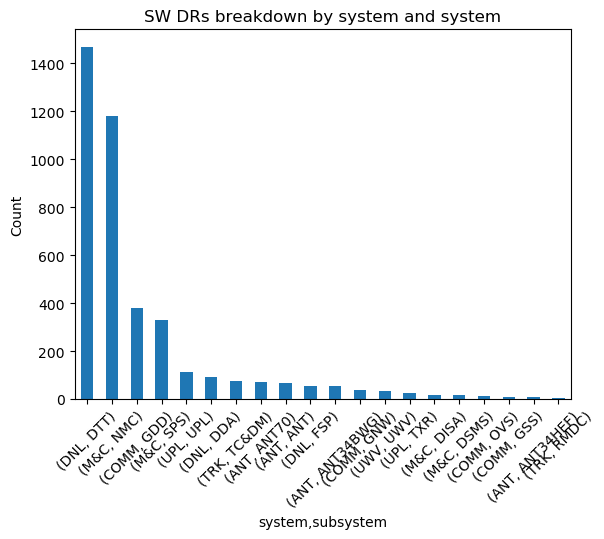 SW DRs breakdown by system and system
1400
1200
1000
800
600
400
200
0
Count
(DNL, DTT)
(M&C, NMC)
(COMM, GDD)
(M&C, SPS)
(UPL, UPL)
(DNL, DDA)
(TRK, TC&DM)
(ANT, ANT70)
(ANT, ANT)
(DNL, FSP)
(ANT, ANT34BWG)
(COMM, GNW)
(UWV, UWV)
(UPL, TXR)
(M&C, DISA)
(M&C, DSMS)
(COMM, OVS)
(COMM, GSS)
(ANT, ANT34HEF)
(TRK, RMDC)
system,subsystem